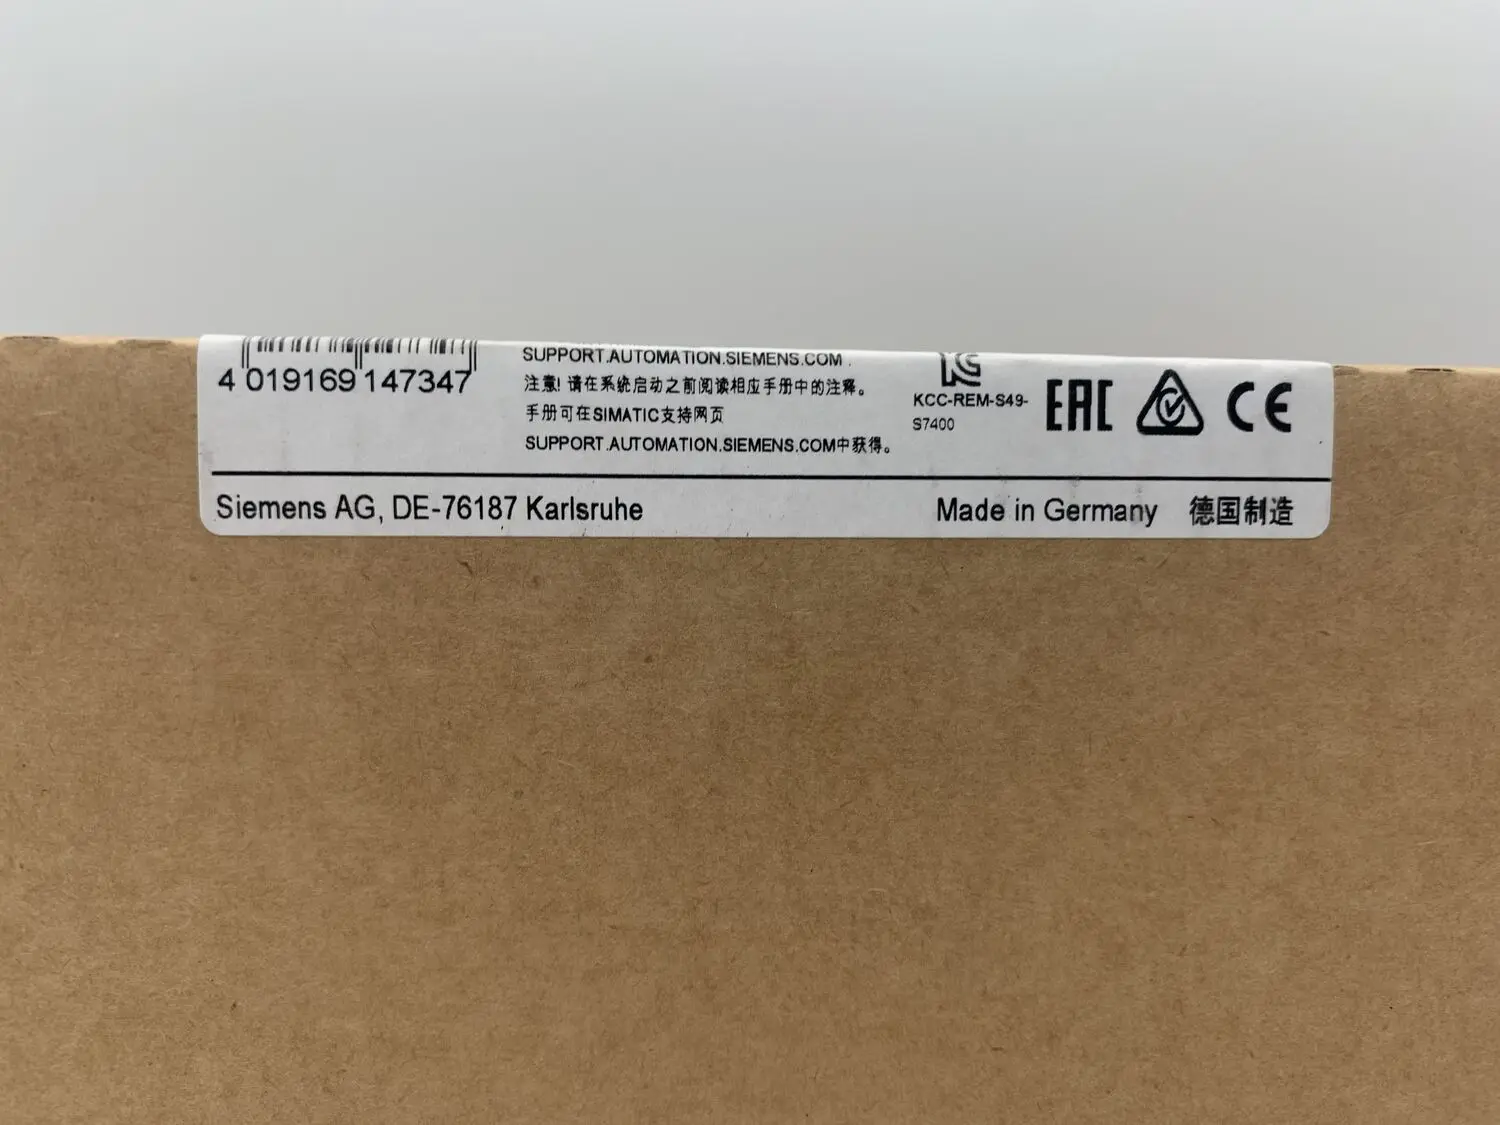 4 019169 147347
SUPPORT.AUTOMATION.SIEMENS.COM.
注意! 请在系统启动之前阅读相应手册中的注释。
手册可在SIMATIC支持网页
SUPPORT.AUTOMATION.SIEMENS.COM中获得。
KCC-REM-S49-
S7400
EAC
CE
Siemens AG, DE-76187 Karlsruhe
Made in Germany 德国制造